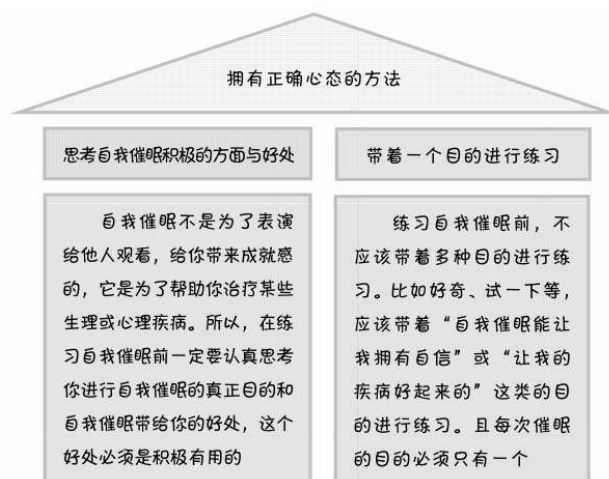 拥有正确心态的方法
思考自我催眠积极的方面与好处
自我催眠不是为了表演
给他人观看，给你带来成就感
的，它是为了帮助你治疗某些
生理或心理疾病。所以，在练
习自我催眠前一定要认真思考
你进行自我催眠的真正目的和
自我催眠带给你的好处，这个
好处必须是积极有用的
带着一个目的进行练习
练习自我催眠前，不
应该带着多种目的进行练
习。比如好奇、试一下等，
应该带着“自我催眠能让
我拥有自信”或“让我的
疾病好起来的”这类的目
的进行练习。且每次催眠
的目的必须只有一个